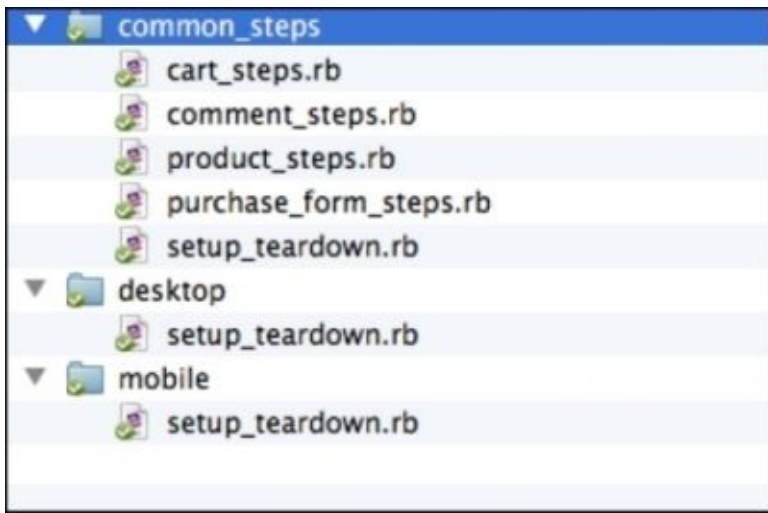 common_steps
cart_steps.rb
comment_steps.rb
product_steps.rb
purchase_form_steps.rb
setup_teardown.rb
desktop
setup_teardown.rb
mobile
setup_teardown.rb